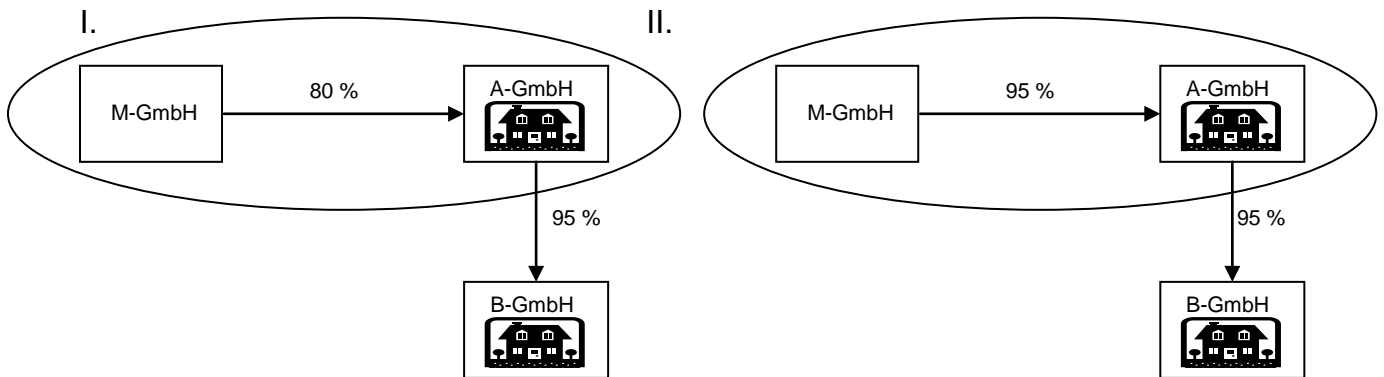 I.
M-GmbH
80 %
A-GmbH
95 %
B-GmbH
II.
M-GmbH
95 %
A-GmbH
95 %
B-GmbH